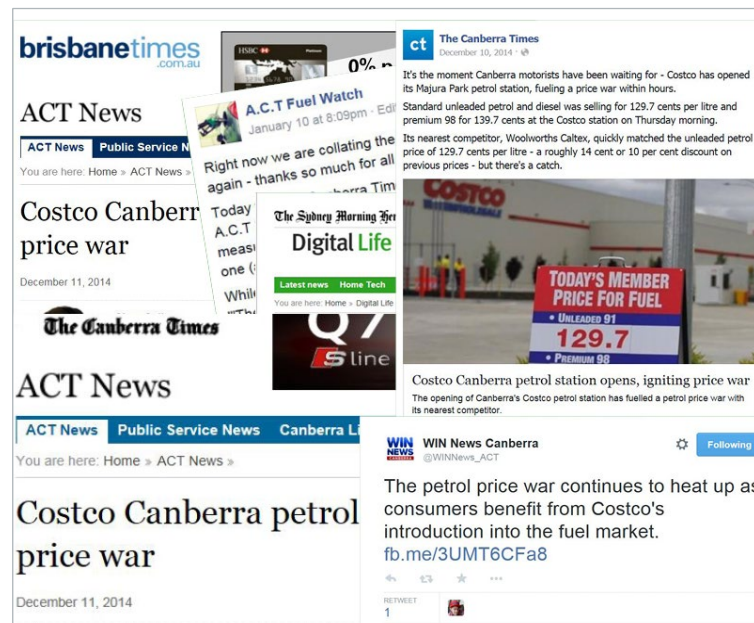 brisbanetimes
.com.au
ACT News
ACT News Public Service N
You are here: Home » ACT News »
Costco Canberr
price war
December 11, 2014
HSBC
Platinum
0%
A.C.T Fuel Watch
January 10 at 8:09pm · Edi
Right now we are collating the
again - thanks so much for all
Today
A.C.T
measu
one (
While
"Th
The Sydney Morning Her
Digital Life
Latest news Home Tech
You are here: Home » Digital Life
ct The Canberra Times
December 10, 2014
It's the moment Canberra motorists have been waiting for - Costco has opened
its Majura Park petrol station, fueling a price war within hours.
Standard unleaded petrol and diesel was selling for 129.7 cents per litre and
premium 98 for 139.7 cents at the Costco station on Thursday morning.
Its nearest competitor, Woolworths Caltex, quickly matched the unleaded petrol
price of 129.7 cents per litre - a roughly 14 cent or 10 per cent discount on
previous prices - but there's a catch.
COSTCO
WHOLESALE
TODAY'S MEMBER
PRICE FOR FUEL
• UNLEADED 91
129.7
• PREMIUM 98
Costco Canberra petrol station opens, igniting price war
The opening of Canberra's Costco petrol station has fuelled a petrol price war with
its nearest competitor.
The Canberra Times
Q7
S line
ACT News
ACT News Public Service News Canberra Li
You are here: Home » ACT News »
Costco Canberra petrol
price war
December 11, 2014
WIN
NEWS
CANBERRA
WIN News Canberra
@WINNews_ACT
Following
The petrol price war continues to heat up as
consumers benefit from Costco's
introduction into the fuel market.
fb.me/3UMT6CFa8
RETWEET
1